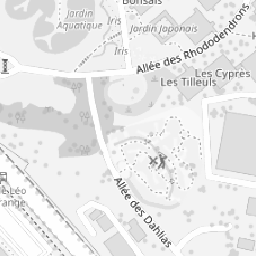 Bonsaïs
Jardin
Aquatique
Iris
Iris
Jardin Japonais
Allée des Rhododendrons
Les Cyprès
Les Tilleuls
Allée des Dahlias
-Léo
range